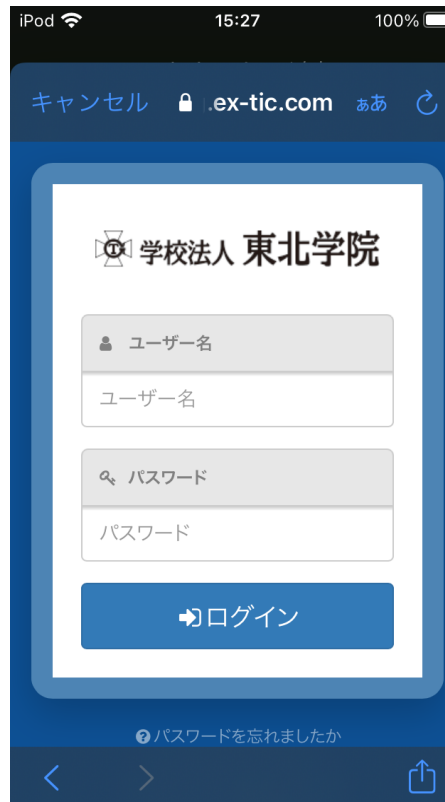 iPod 15:27 100%
キャンセル .ex-tic.com ぁあ
学校法人 東北学院
ユーザー名
ユーザー名
パスワード
パスワード
ログイン
パスワードを忘れましたか